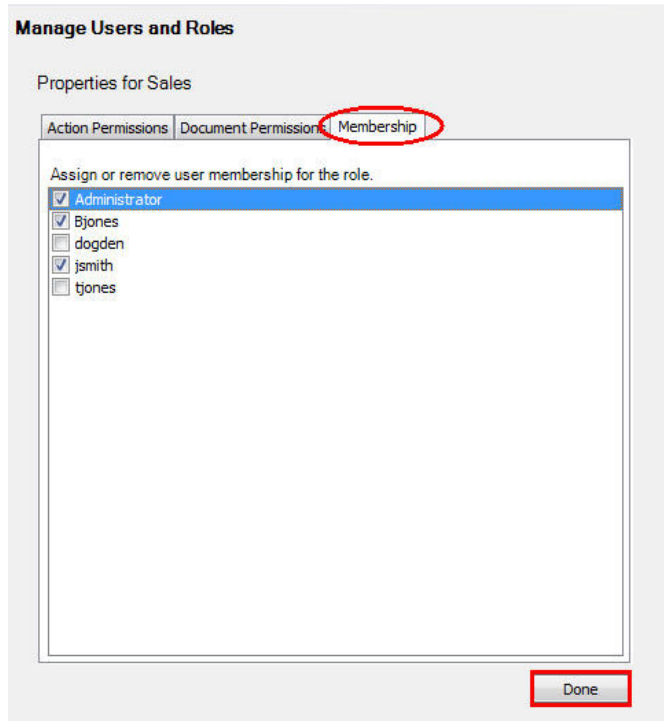 Manage Users and Roles
Properties for Sales
Action Permissions Document Permissions Membership
Assign or remove user membership for the role.
Administrator
Bjones
dogden
jsmith
tjones
Done